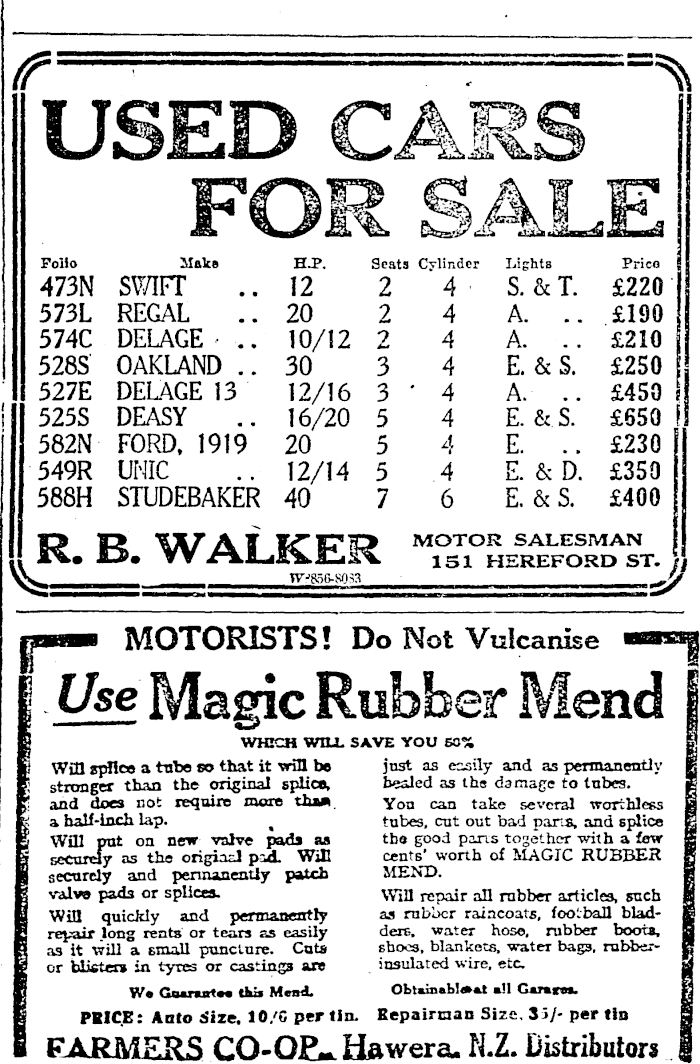 USED CARS
FOR SALE
Folio Make H.P. Seats Cylinder Lights Price
473N SWIFT .. 12 2 4 S. & T. £220
573L REGAL .. 20 2 4 A. .. £190
574C DELAGE .. 10/12 2 4 A. .. £210
528S OAKLAND .. 30 3 4 E. & S. £250
527E DELAGE 13 12/16 3 4 A. .. £450
525S DEASY .. 16/20 5 4 E. & S. £650
582N FORD, 1919 20 5 4 E. .. £230
549R UNIC .. 12/14 5 4 E. & D. £350
588H STUDEBAKER 40 7 6 E. & S. £400
R. B. WALKER MOTOR SALESMAN
151 HEREFORD ST.
MOTORISTS! Do Not Vulcanise
Use Magic Rubber Mend
WHICH WILL SAVE YOU 50%
Will splice a tube so that it will be
stronger than the original splice,
and does not require more than
a half-inch lap.
Will put on new valve pads as
securely as the original pad. Will
securely and permanently patch
valve pads or splices.
Will quickly and permanently
repair long rents or tears as easily
as it will a small puncture. Cuts
or blisters in tyres or castings are
We Guarantee this Mend.
just as easily and as permanently
healed as the damage to tubes.
You can take several worthless
tubes, cut out bad parts, and splice
the good parts together with a few
cents' worth of MAGIC RUBBER
MEND.
Will repair all rubber articles, such
as rubber raincoats, football blad-
ders, water hose, rubber boots,
shoes, blankets, water bags, rubber-
insulated wire, etc.
Obtainable at all Garages.
PRICE: Auto Size, 10/6 per tin. Repairman Size, 35/- per tin
FARMERS CO-OP., Hawera, N.Z. Distributors